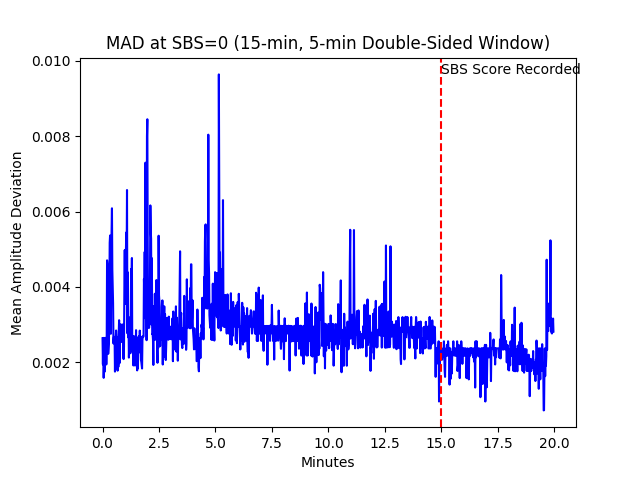 MAD at SBS=0 (15-min, 5-min Double-Sided Window)
SBS Score Recorded
Mean Amplitude Deviation
0.010
0.008
0.006
0.004
0.002
0.0 2.5 5.0 7.5 10.0 12.5 15.0 17.5 20.0
Minutes